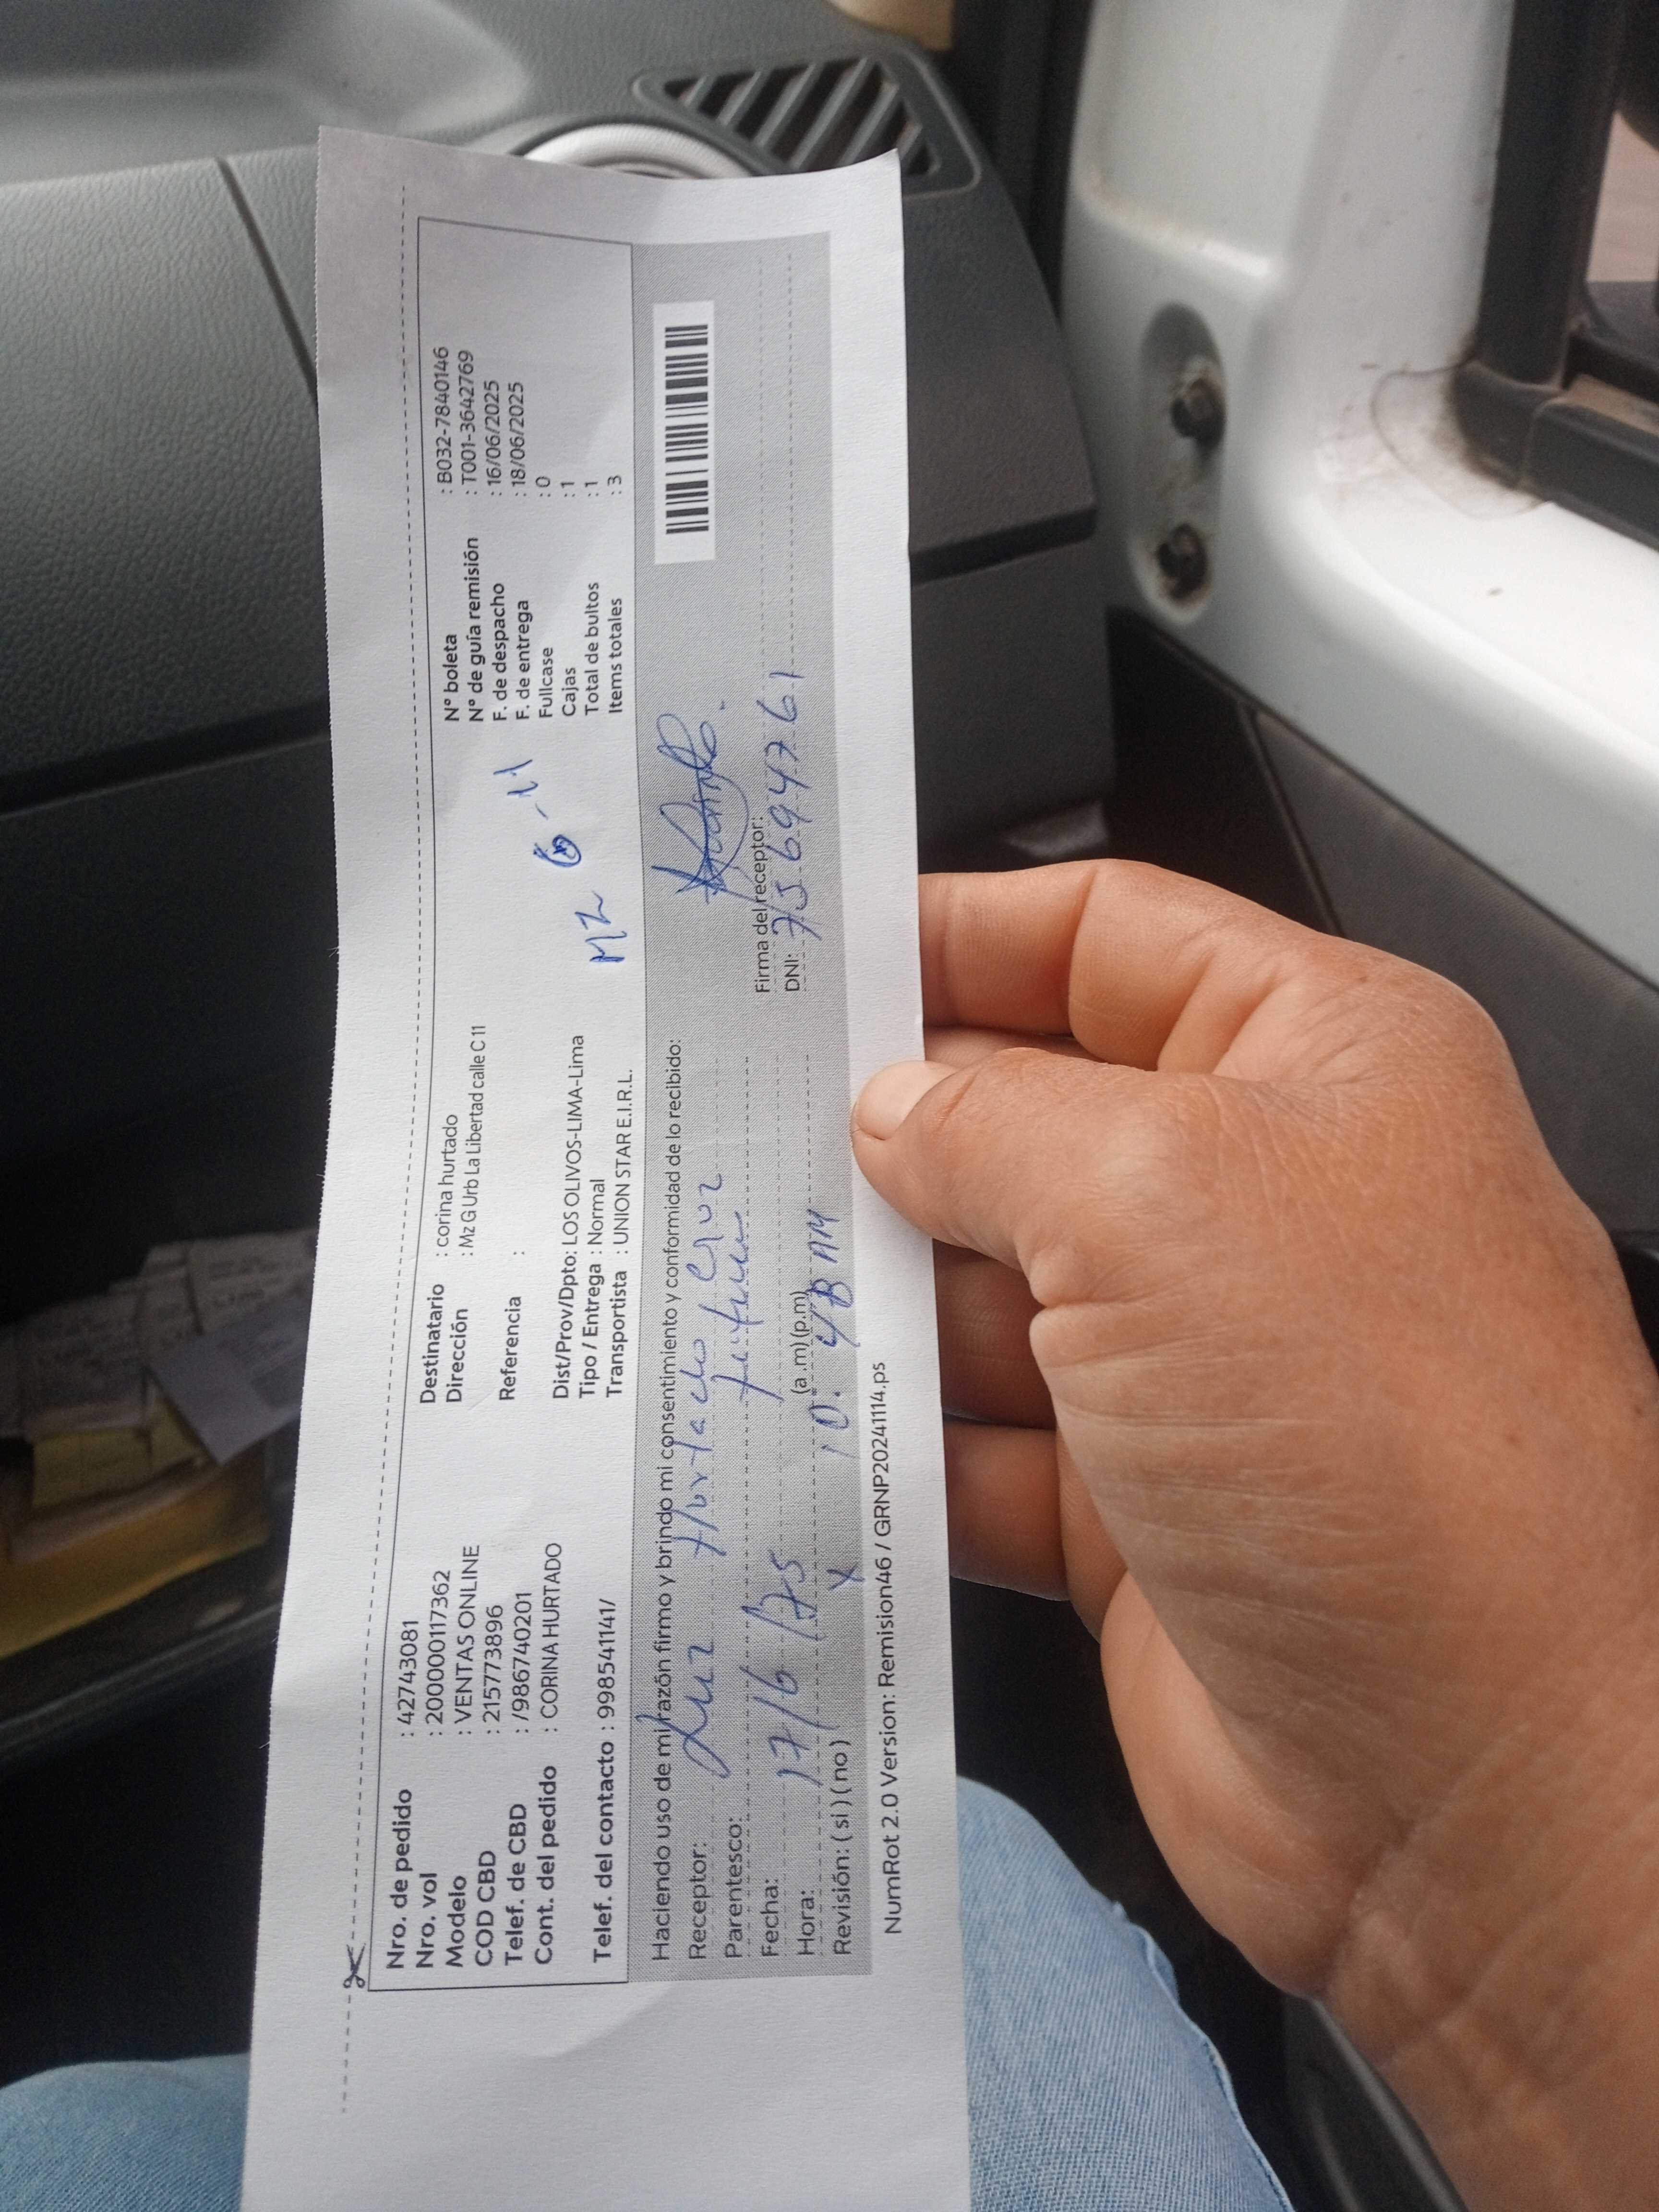 Nro. de pedido : 42743081
Nro. vol : 2000000117362
Modelo : VENTAS ONLINE
COD CBD : 215773896
Telef. de CBD : /986740201
Cont. del pedido : CORINA HURTADO
Telef. del contacto : 998541141/
Destinatario : corina hurtado
Dirección : Mz G Urb La Libertad calle C 11
Referencia :
Dist/Prov/Dpto: LOS OLIVOS-LIMA-Lima
Tipo / Entrega : Normal
Transportista : UNION STAR E.I.R.L.
MZ G - 11
N° boleta : B032-7840146
N° de guía remisión : T001-3642769
F. de despacho : 16/06/2025
F. de entrega : 18/06/2025
Fullcase : 0
Cajas : 1
Total de bultos : 1
Items totales : 3
Haciendo uso de mi razón firmo y brindo mi consentimiento y conformidad de lo recibido:
Receptor: Luz Hurtado Cruz
Parentesco:
Fecha: 17/6/25
Hora: (a.m)(p.m) 10:48 AM
Revisión: (si)(no) X
Firma del receptor:
DNI: 75694761
NumRot 2.0 Version: Remision46 / GRNP20241114.ps